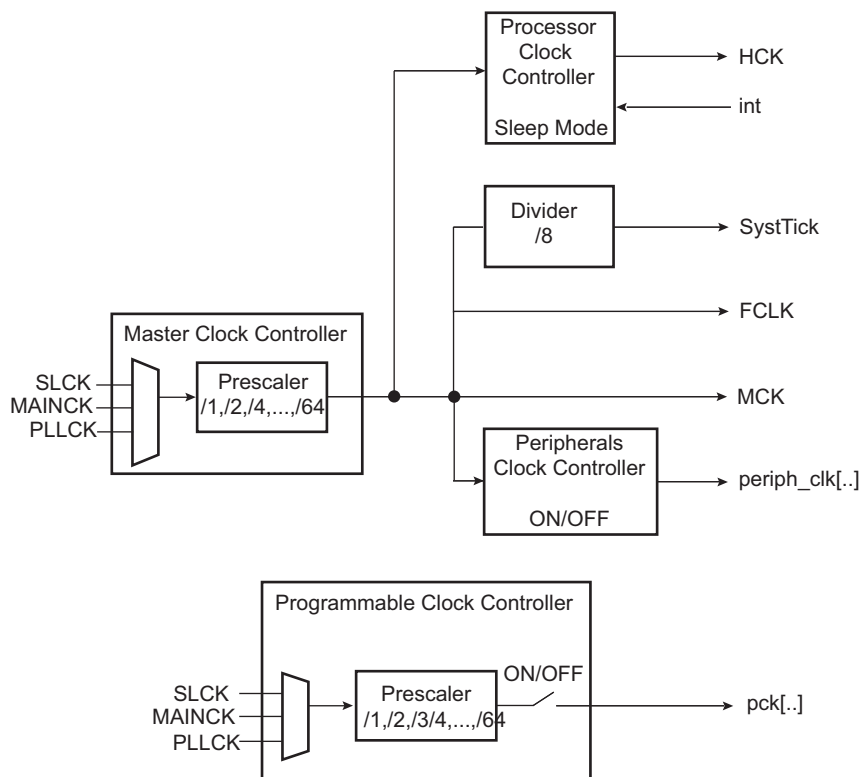 Processor
Clock
Controller
Sleep Mode
HCK
int
Divider
/8
SystTick
FCLK
Master Clock Controller
SLCK
MAINCK
PLLCK
Prescaler
/1,/2,/4,...,/64
MCK
Peripherals
Clock Controller
ON/OFF
periph_clk[..]
Programmable Clock Controller
SLCK
MAINCK
PLLCK
Prescaler
/1,/2,/3/4,...,/64
ON/OFF
pck[..]